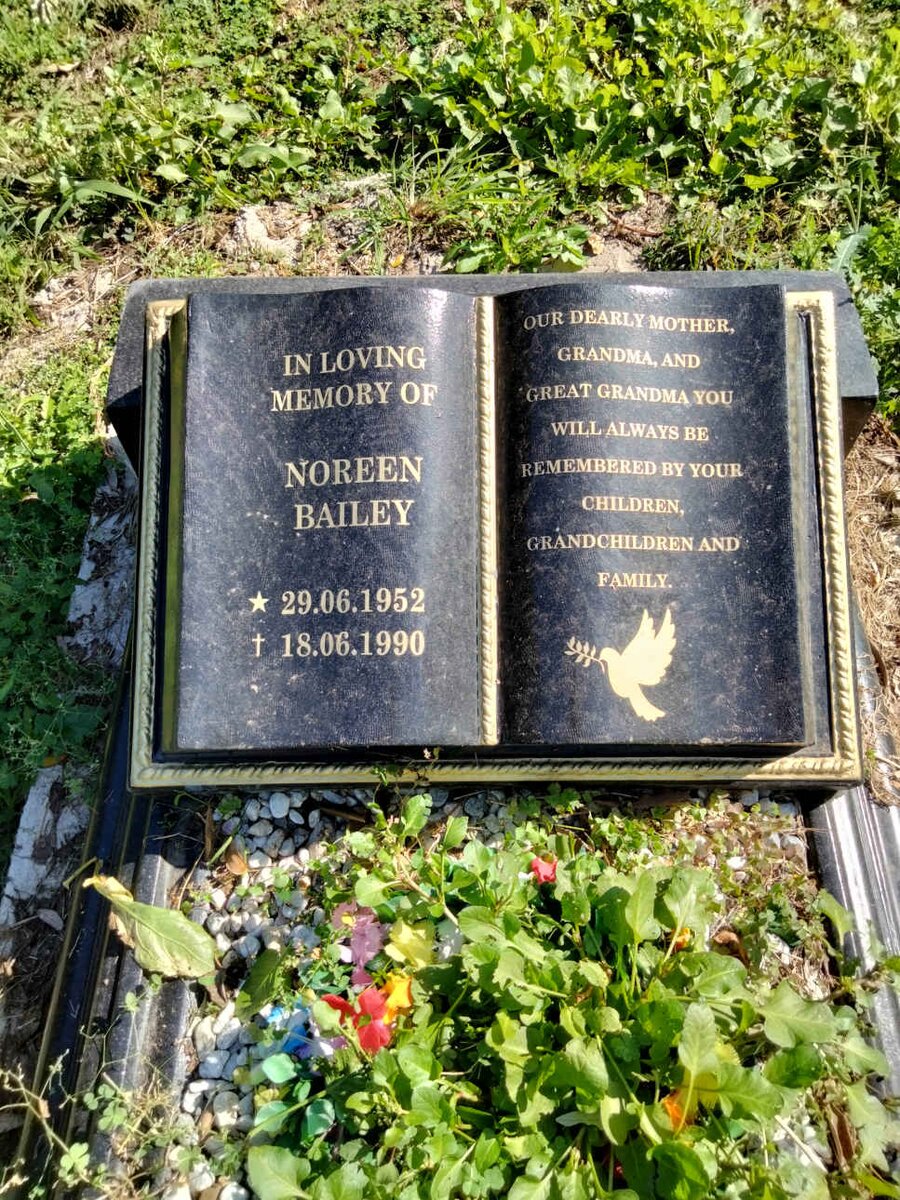 IN LOVING
MEMORY OF
NOREEN
BAILEY
★ 29.06.1952
† 18.06.1990
OUR DEARLY MOTHER,
GRANDMA, AND
GREAT GRANDMA YOU
WILL ALWAYS BE
REMEMBERED BY YOUR
CHILDREN,
GRANDCHILDREN AND
FAMILY.